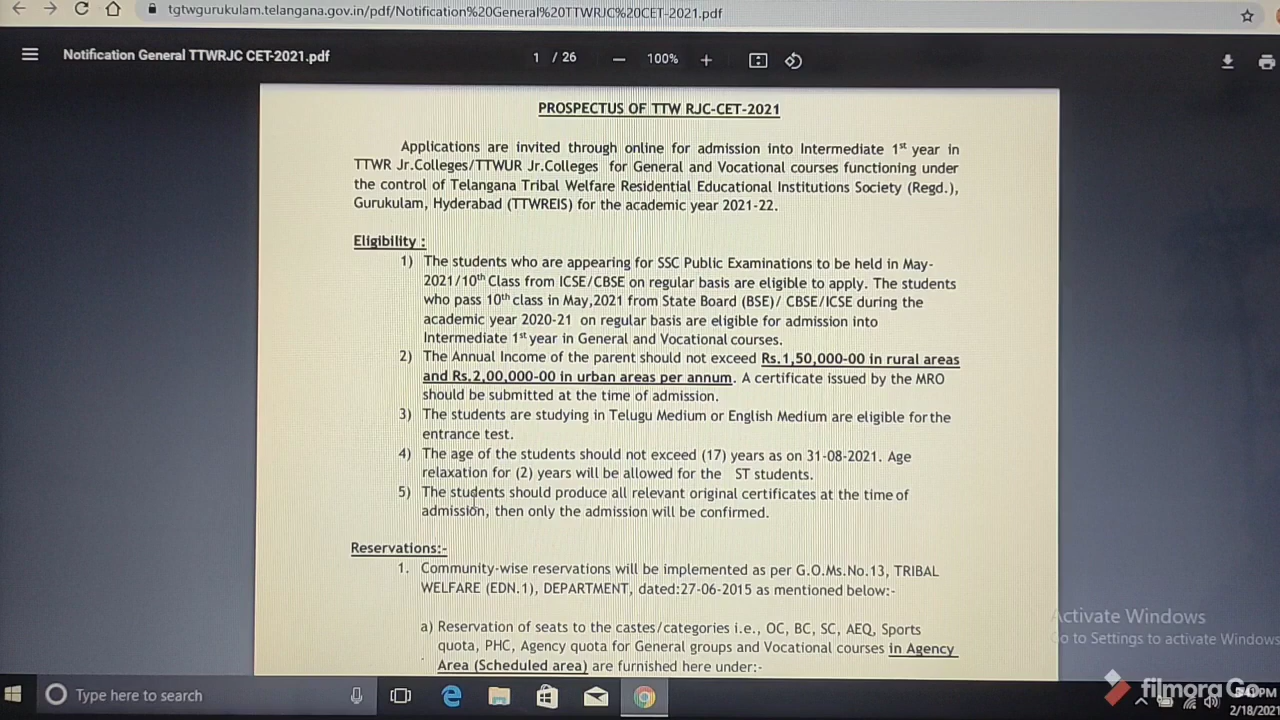 tgtwgurukulam.telangana.gov.in/pdf/Notification%20General%20TTWRJC%20CET-2021.pdf
Notification General TTWRJC CET-2021.pdf
1 / 26
100%
PROSPECTUS OF TTW RJC-CET-2021
Applications are invited through online for admission into Intermediate 1st year in
TTWR Jr.Colleges/TTWUR Jr.Colleges for General and Vocational courses functioning under
the control of Telangana Tribal Welfare Residential Educational Institutions Society (Regd.),
Gurukulam, Hyderabad (TTWREIS) for the academic year 2021-22.
Eligibility :
1) The students who are appearing for SSC Public Examinations to be held in May-
2021/10th Class from ICSE/CBSE on regular basis are eligible to apply. The students
who pass 10th class in May,2021 from State Board (BSE)/ CBSE/ICSE during the
academic year 2020-21 on regular basis are eligible for admission into
Intermediate 1st year in General and Vocational courses.
2) The Annual Income of the parent should not exceed Rs.1,50,000-00 in rural areas
and Rs.2,00,000-00 in urban areas per annum. A certificate issued by the MRO
should be submitted at the time of admission.
3) The students are studying in Telugu Medium or English Medium are eligible for the
entrance test.
4) The age of the students should not exceed (17) years as on 31-08-2021. Age
relaxation for (2) years will be allowed for the ST students.
5) The students should produce all relevant original certificates at the time of
admission, then only the admission will be confirmed.
Reservations:-
1. Community-wise reservations will be implemented as per G.O.Ms.No.13, TRIBAL
WELFARE (EDN.1), DEPARTMENT, dated:27-06-2015 as mentioned below:-
a) Reservation of seats to the castes/categories i.e., OC, BC, SC, AEQ, Sports
quota, PHC, Agency quota for General groups and Vocational courses in Agency
Area (Scheduled area) are furnished here under:-
Activate Windows
Go to Settings to activate Windows
Type here to search
filmoraGo
PM
2/18/2021